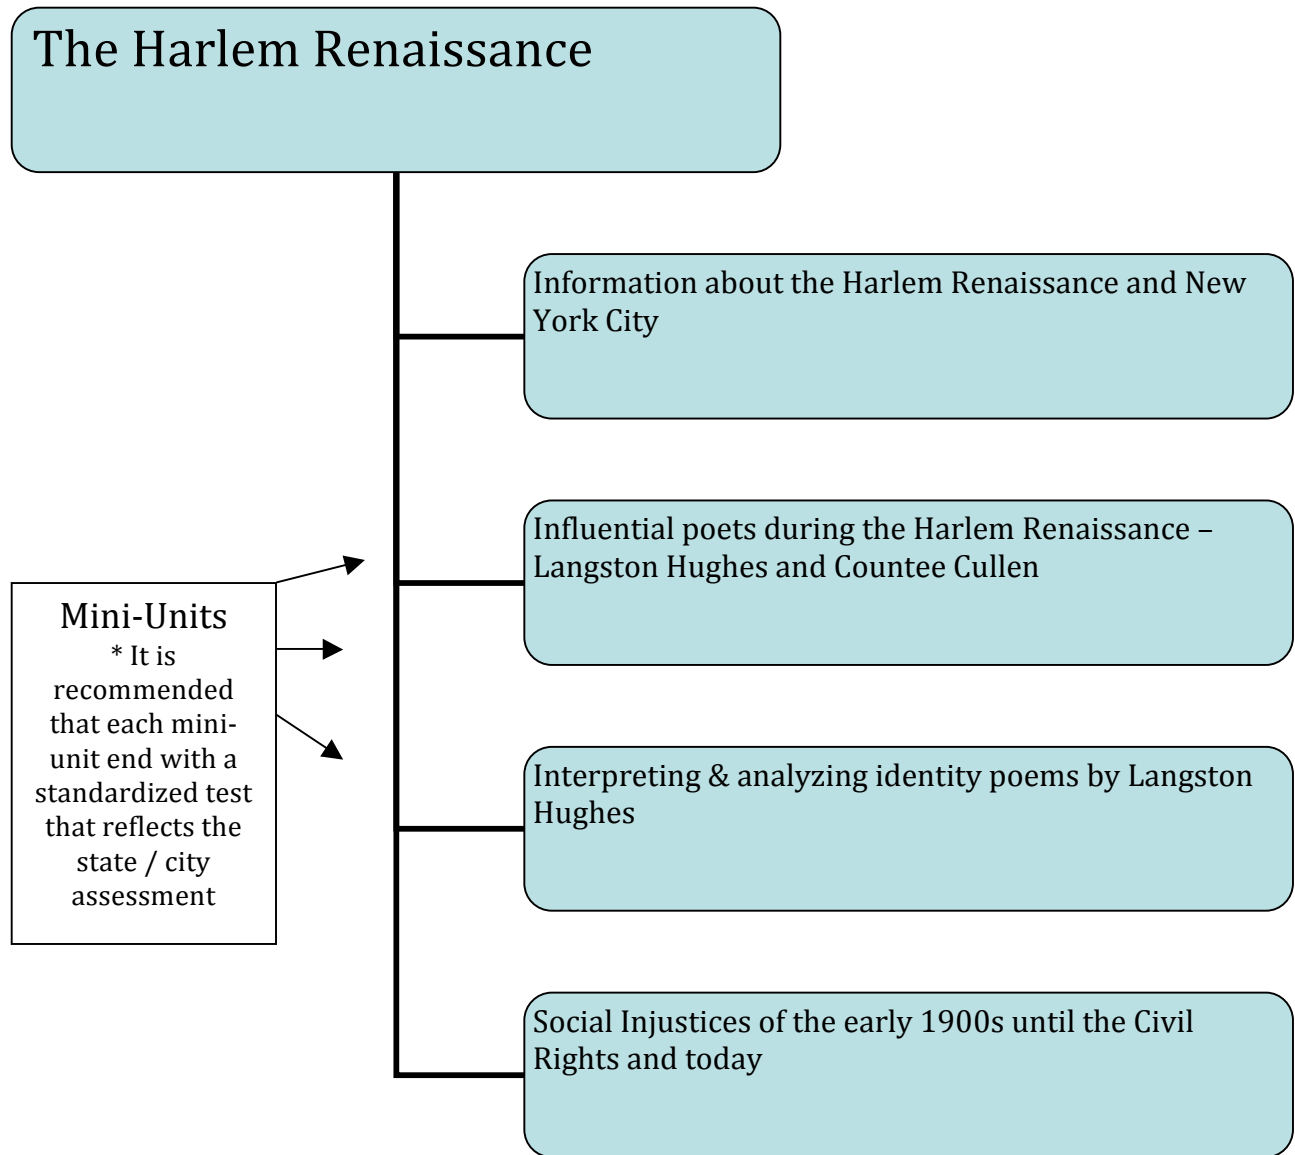 The Harlem Renaissance
Information about the Harlem Renaissance and New
York City
Influential poets during the Harlem Renaissance –
Langston Hughes and Countee Cullen
Mini-Units
* It is
recommended
that each mini-
unit end with a
standardized test
that reflects the
state / city
assessment
Interpreting & analyzing identity poems by Langston
Hughes
Social Injustices of the early 1900s until the Civil
Rights and today